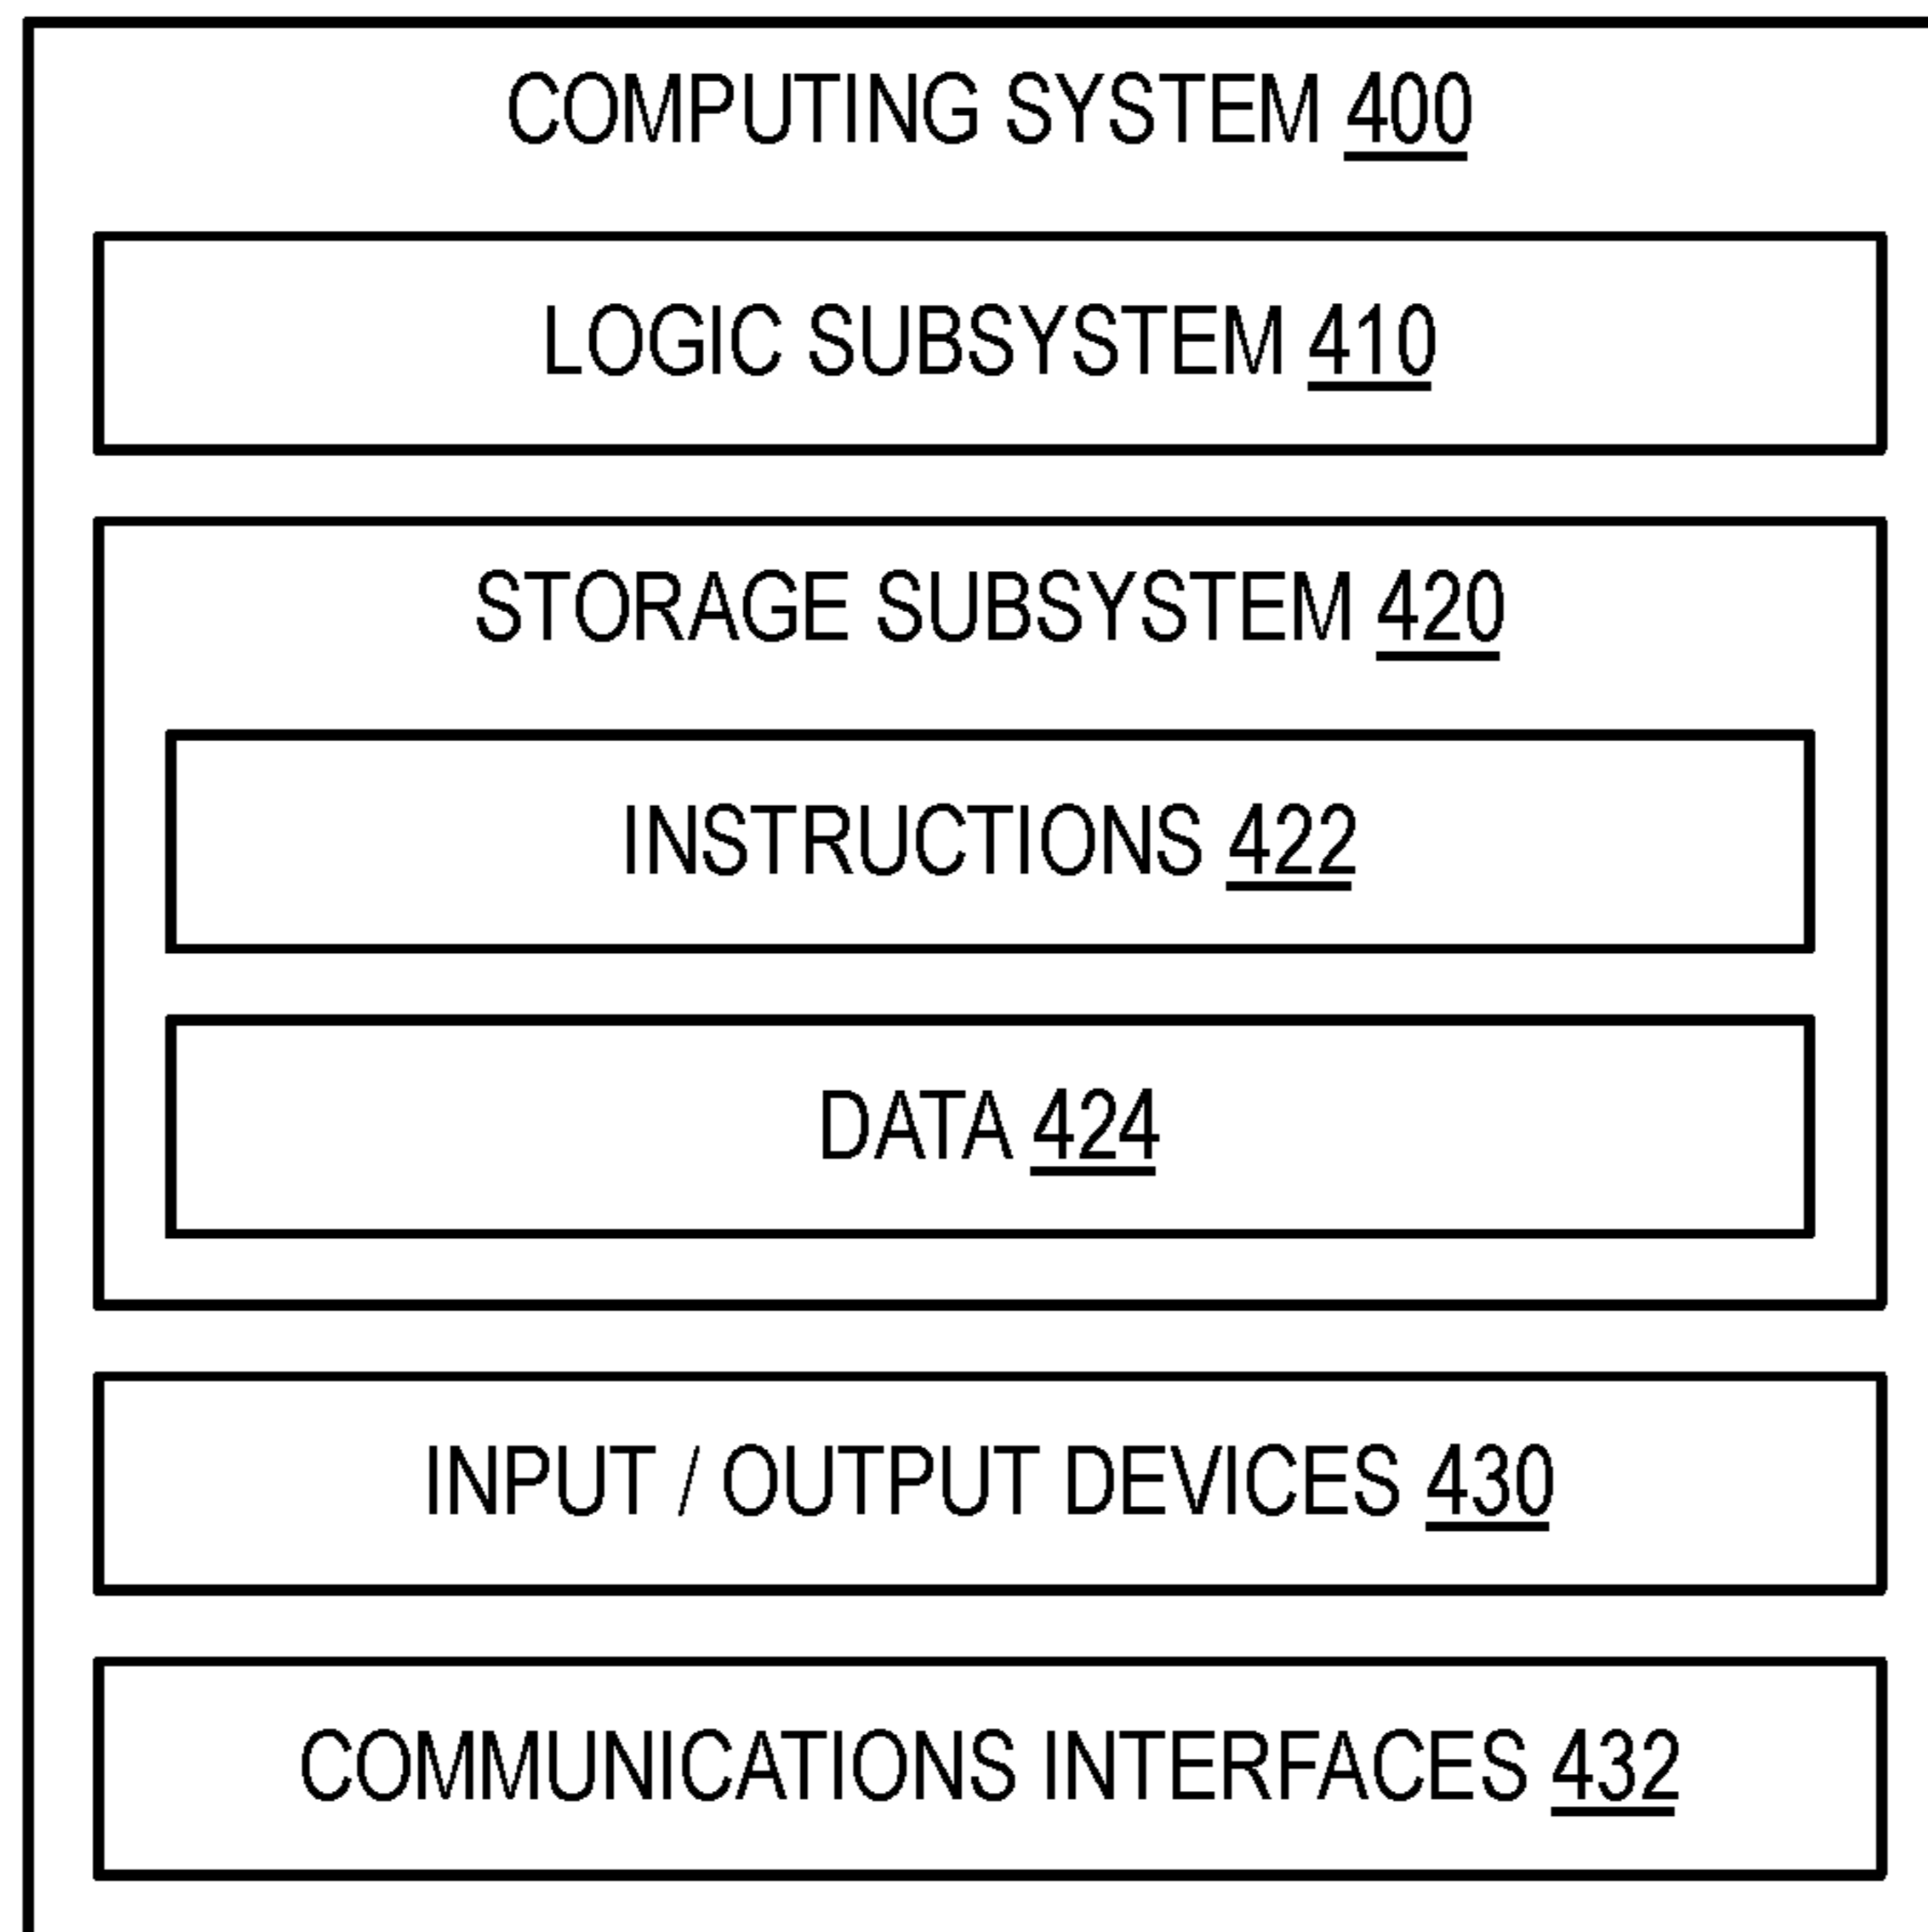 COMPUTING SYSTEM 400
LOGIC SUBSYSTEM 410
STORAGE SUBSYSTEM 420
INSTRUCTIONS 422
DATA 424
INPUT / OUTPUT DEVICES 430
COMMUNICATIONS INTERFACES 432